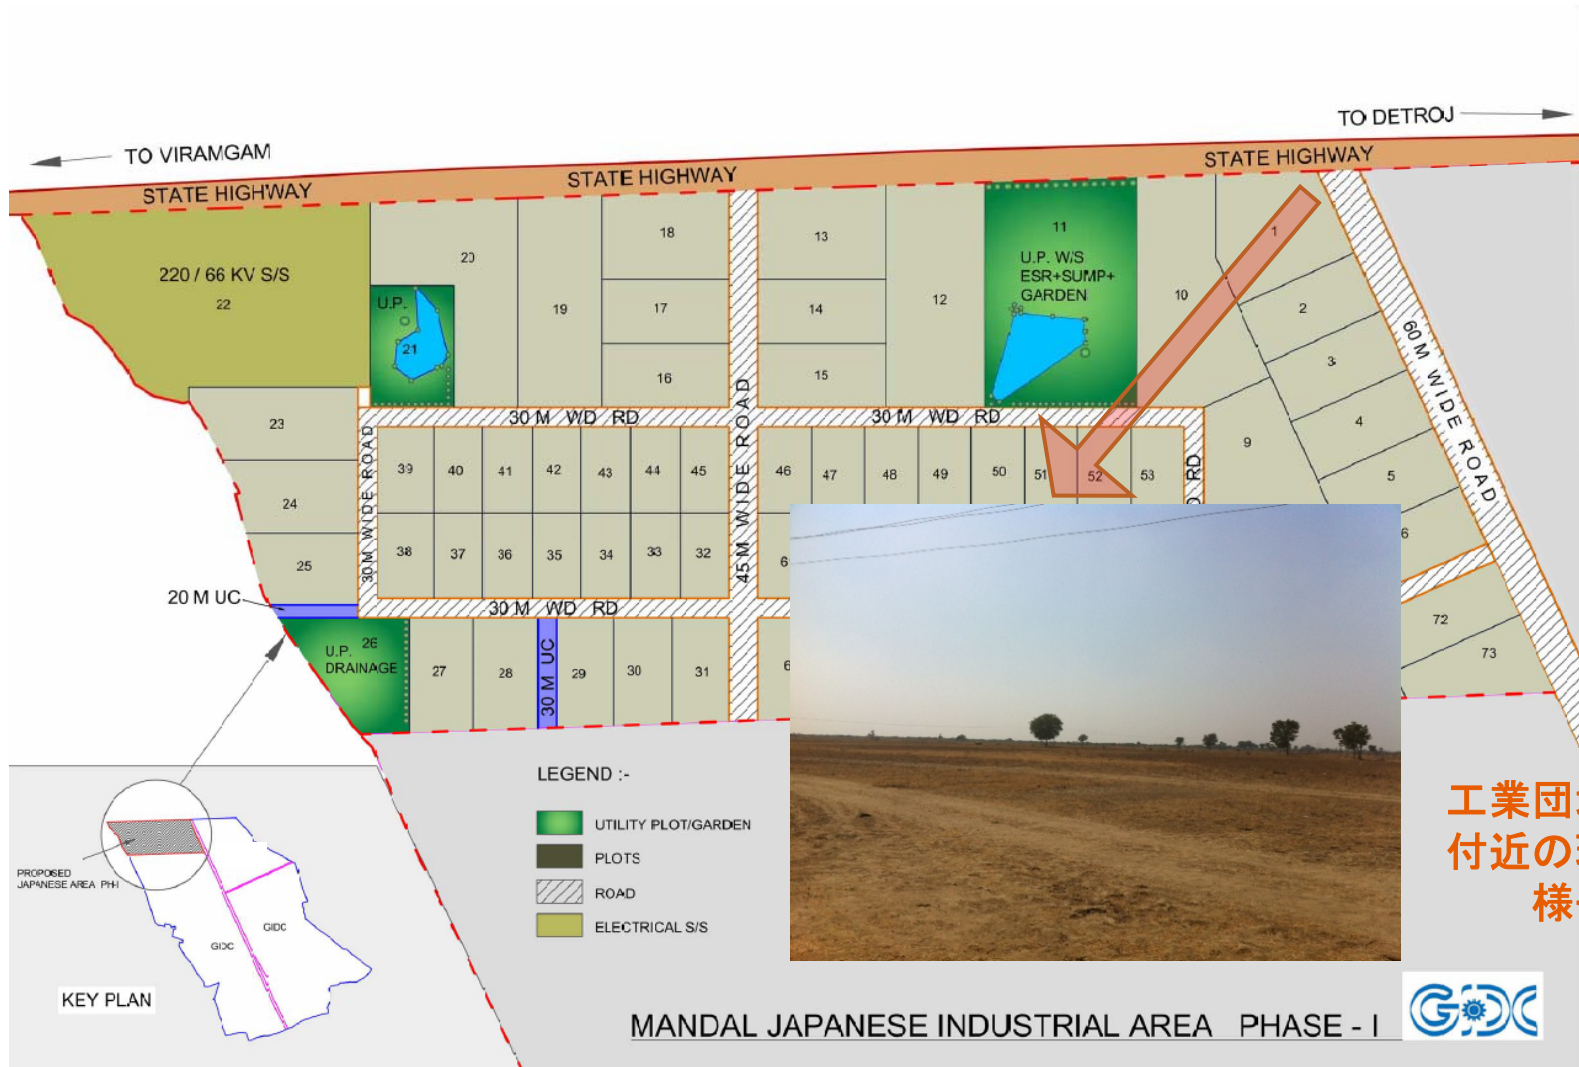 TO DETROJ
TO VIRAMGAM
STATE HIGHWAY
STATE HIGHWAY
STATE HIGHWAY
220 / 66 KV S/S
22
20
U.P.
21
19
18
17
16
13
14
15
12
11
U.P. W/S
ESR+SUMP+
GARDEN
10
1
2
3
4
5
6
9
60 M WIDE ROAD
23
24
25
30 M WD RD
30 M WD RD
30 M WIDE ROAD
45 M WIDE ROAD
RD
39
40
41
42
43
44
45
46
47
48
49
50
51
52
53
38
37
36
35
34
33
32
6
20 M UC
30 M WD RD
26
U.P.
DRAINAGE
27
28
30 M UC
29
30
31
6
72
73
LEGEND :-
UTILITY PLOT/GARDEN
PLOTS
ROAD
ELECTRICAL S/S
PROPOSED
JAPANESE AREA PH-I
GIDC
GIDC
KEY PLAN
工業団
付近の
様
MANDAL JAPANESE INDUSTRIAL AREA PHASE - I
GIDC